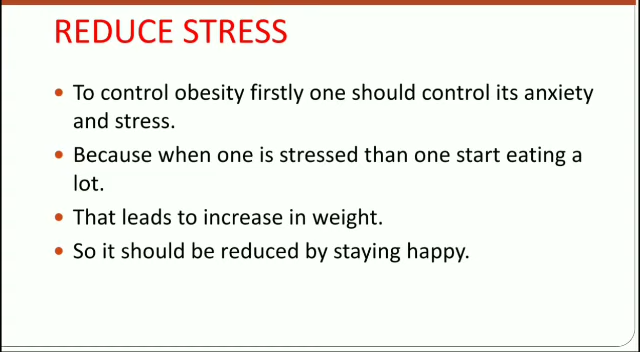 REDUCE STRESS
• To control obesity firstly one should control its anxiety
and stress.
• Because when one is stressed than one start eating a
lot.
• That leads to increase in weight.
• So it should be reduced by staying happy.